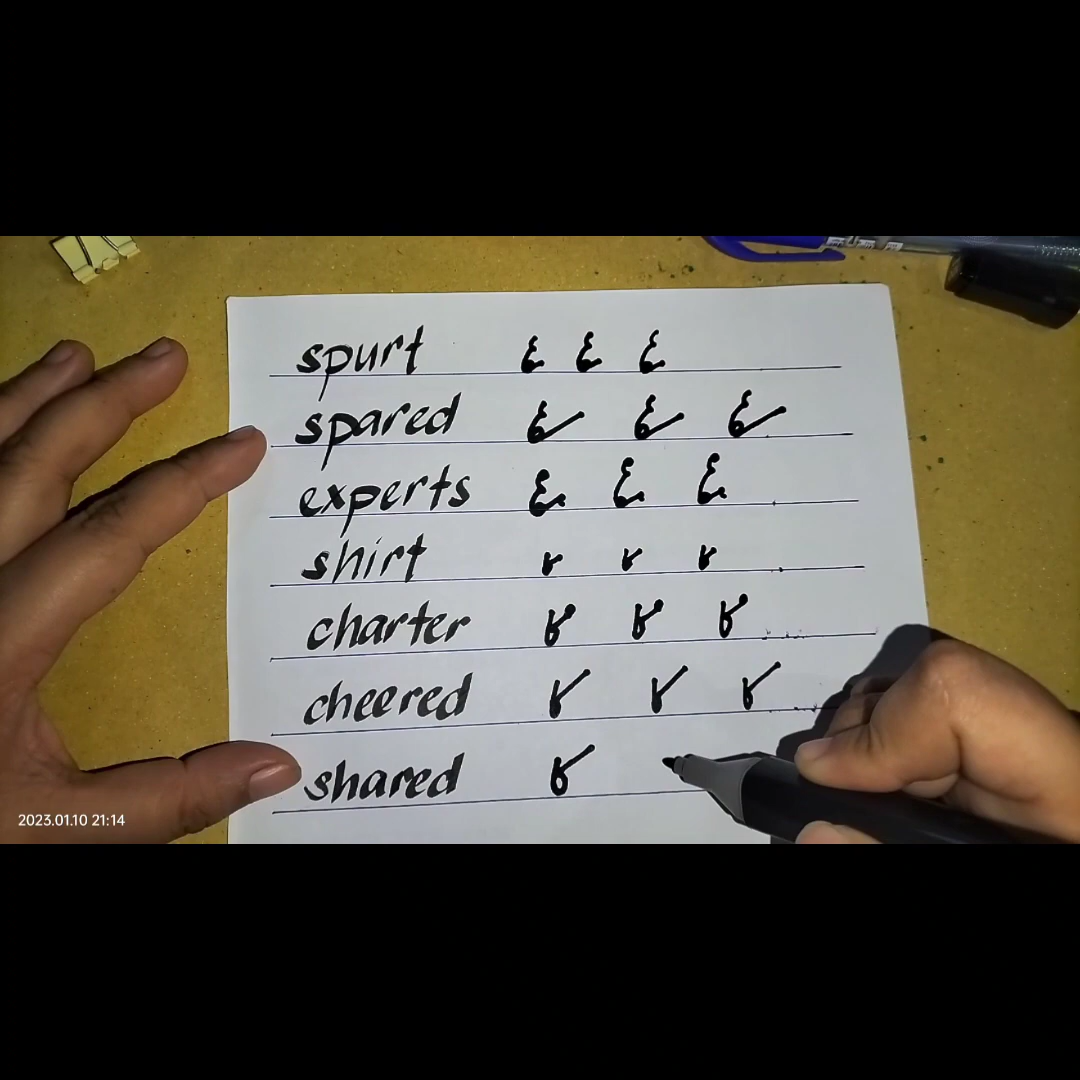 spurt
spared
experts
shirt
charter
cheered
shared
2023.01.10 21:14